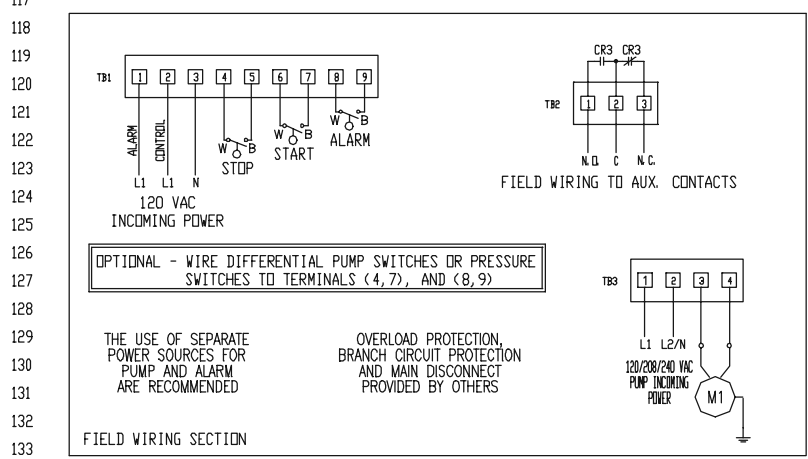 117
118
119
120
121
122
123
124
125
126
127
128
129
130
131
132
133
TB1
1 2 3 4 5 6 7 8 9
ALARM
CONTROL
W B
STOP
W B
START
W B
ALARM
L1 L1 N
120 VAC
INCOMING POWER
CR3 CR3
TB2
1 2 3
N.O. C N.C.
FIELD WIRING TO AUX. CONTACTS
OPTIONAL - WIRE DIFFERENTIAL PUMP SWITCHES OR PRESSURE
SWITCHES TO TERMINALS (4,7), AND (8,9)
TB3
1 2 3 4
L1 L2/N
120/208/240 VAC
PUMP INCOMING
POWER
M1
THE USE OF SEPARATE
POWER SOURCES FOR
PUMP AND ALARM
ARE RECOMMENDED
OVERLOAD PROTECTION,
BRANCH CIRCUIT PROTECTION
AND MAIN DISCONNECT
PROVIDED BY OTHERS
FIELD WIRING SECTION